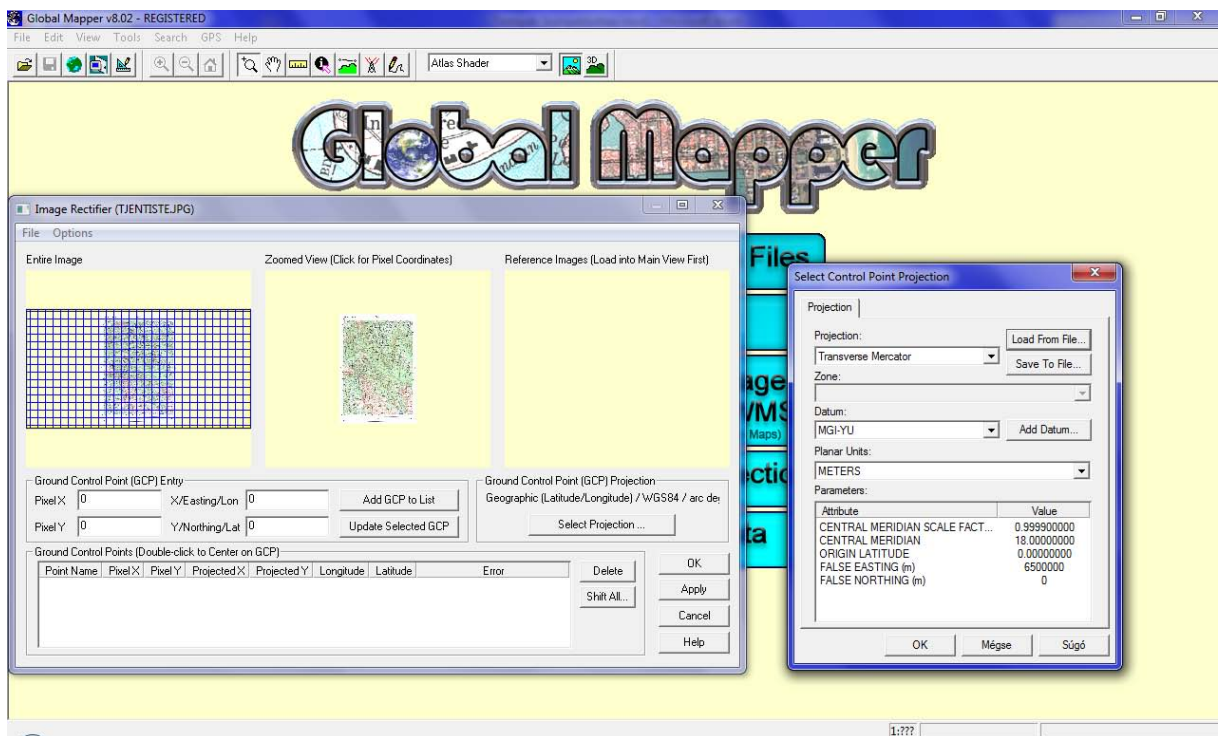 Global Mapper v8.02 - REGISTERED
File Edit View Tools Search GPS Help
Atlas Shader
3D
Global Mapper
Image Rectifier (TJENTISTE.JPG)
File Options
Entire Image
Zoomed View (Click for Pixel Coordinates)
Reference Images (Load into Main View First)
Files
Maps)
Ground Control Point (GCP) Entry
Pixel X 0 X/Easting/Lon 0 Add GCP to List
Pixel Y 0 Y/Northing/Lat 0 Update Selected GCP
Ground Control Point (GCP) Projection
Geographic (Latitude/Longitude) / WGS84 / arc de
Select Projection ...
Ground Control Points (Double-click to Center on GCP)
Point Name Pixel X Pixel Y Projected X Projected Y Longitude Latitude Error
Delete
Shift All...
OK
Apply
Cancel
Help
Select Control Point Projection
Projection
Projection:
Transverse Mercator
Load From File...
Save To File...
Zone:
Datum:
MGI-YU
Add Datum...
Planar Units:
METERS
Parameters:
Attribute Value
CENTRAL MERIDIAN SCALE FACT... 0.999900000
CENTRAL MERIDIAN 18.00000000
ORIGIN LATITUDE 0.00000000
FALSE EASTING (m) 6500000
FALSE NORTHING (m) 0
OK Mégse Súgó
1:???